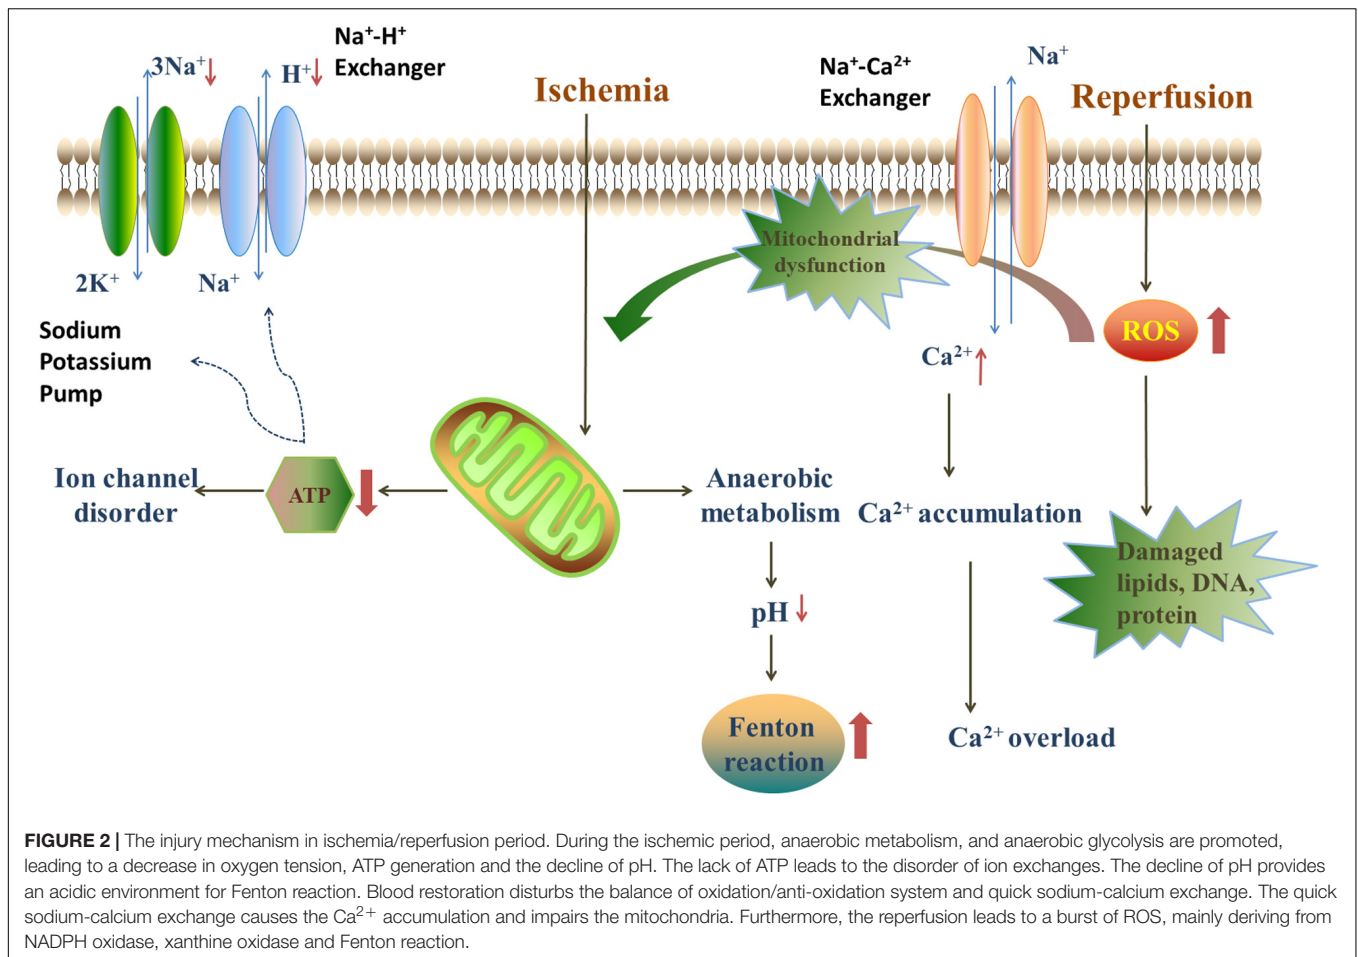 Na⁺-H⁺
Exchanger
3Na⁺
H⁺
Ischemia
Na⁺-Ca²⁺
Exchanger
Na⁺
Reperfusion
Mitochondrial
dysfunction
2K⁺
Na⁺
Sodium
Potassium
Pump
Ca²⁺
ROS
Ion channel
disorder
ATP
Anaerobic
metabolism
Ca²⁺ accumulation
Damaged
lipids, DNA,
protein
pH
Fenton
reaction
Ca²⁺ overload
FIGURE 2 | The injury mechanism in ischemia/reperfusion period. During the ischemic period, anaerobic metabolism, and anaerobic glycolysis are promoted,
leading to a decrease in oxygen tension, ATP generation and the decline of pH. The lack of ATP leads to the disorder of ion exchanges. The decline of pH provides
an acidic environment for Fenton reaction. Blood restoration disturbs the balance of oxidation/anti-oxidation system and quick sodium-calcium exchange. The quick
sodium-calcium exchange causes the Ca²⁺ accumulation and impairs the mitochondria. Furthermore, the reperfusion leads to a burst of ROS, mainly deriving from
NADPH oxidase, xanthine oxidase and Fenton reaction.